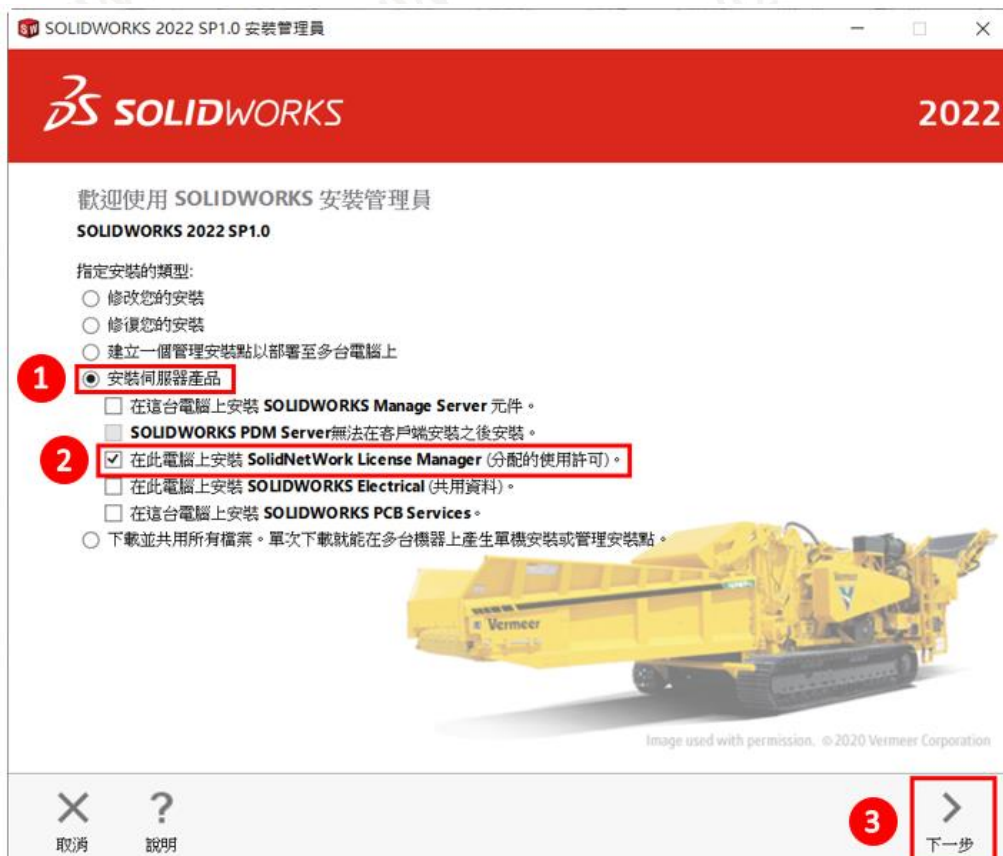 SOLIDWORKS 2022 SP1.0 安裝管理員
SOLIDWORKS
2022
歡迎使用 SOLIDWORKS 安裝管理員
SOLIDWORKS 2022 SP1.0
指定安裝的類型:
修改您的安裝
修復您的安裝
建立一個管理安裝點以部署至多台電腦上
1
安裝伺服器產品
在這台電腦上安裝 SOLIDWORKS Manage Server 元件。
SOLIDWORKS PDM Server無法在客戶端安裝之後安裝。
2
在此電腦上安裝 SolidNetWork License Manager (分配的使用許可)。
在此電腦上安裝 SOLIDWORKS Electrical (共用資料)。
在這台電腦上安裝 SOLIDWORKS PCB Services。
下載並共用所有檔案。單次下載就能在多台機器上產生單機安裝或管理安裝點。
Vermeer
Vermeer
Image used with permission. ©2020 Vermeer Corporation
取消
說明
3
下一步